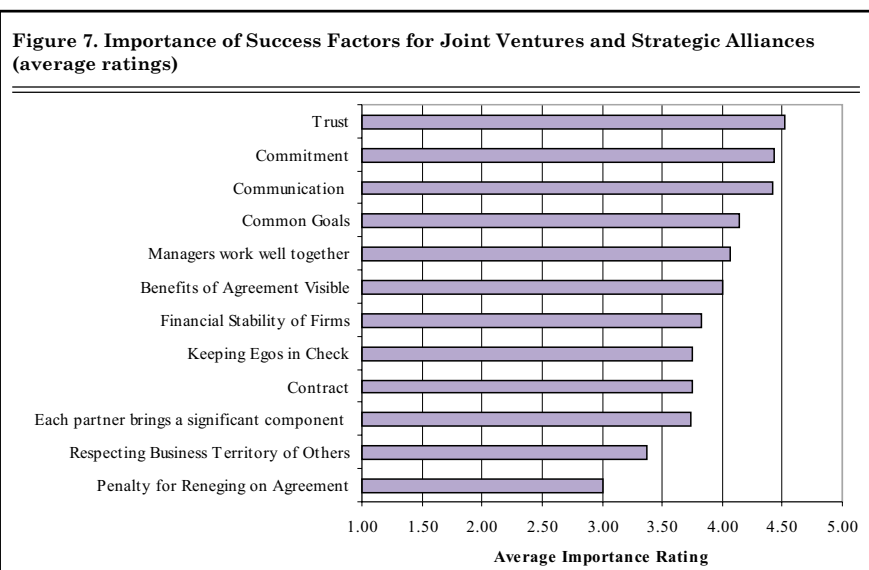 Figure 7. Importance of Success Factors for Joint Ventures and Strategic Alliances
(average ratings)
Trust
Commitment
Communication
Common Goals
Managers work well together
Benefits of Agreement Visible
Financial Stability of Firms
Keeping Egos in Check
Contract
Each partner brings a significant component
Respecting Business Territory of Others
Penalty for Reneging on Agreement
1.00 1.50 2.00 2.50 3.00 3.50 4.00 4.50 5.00
Average Importance Rating